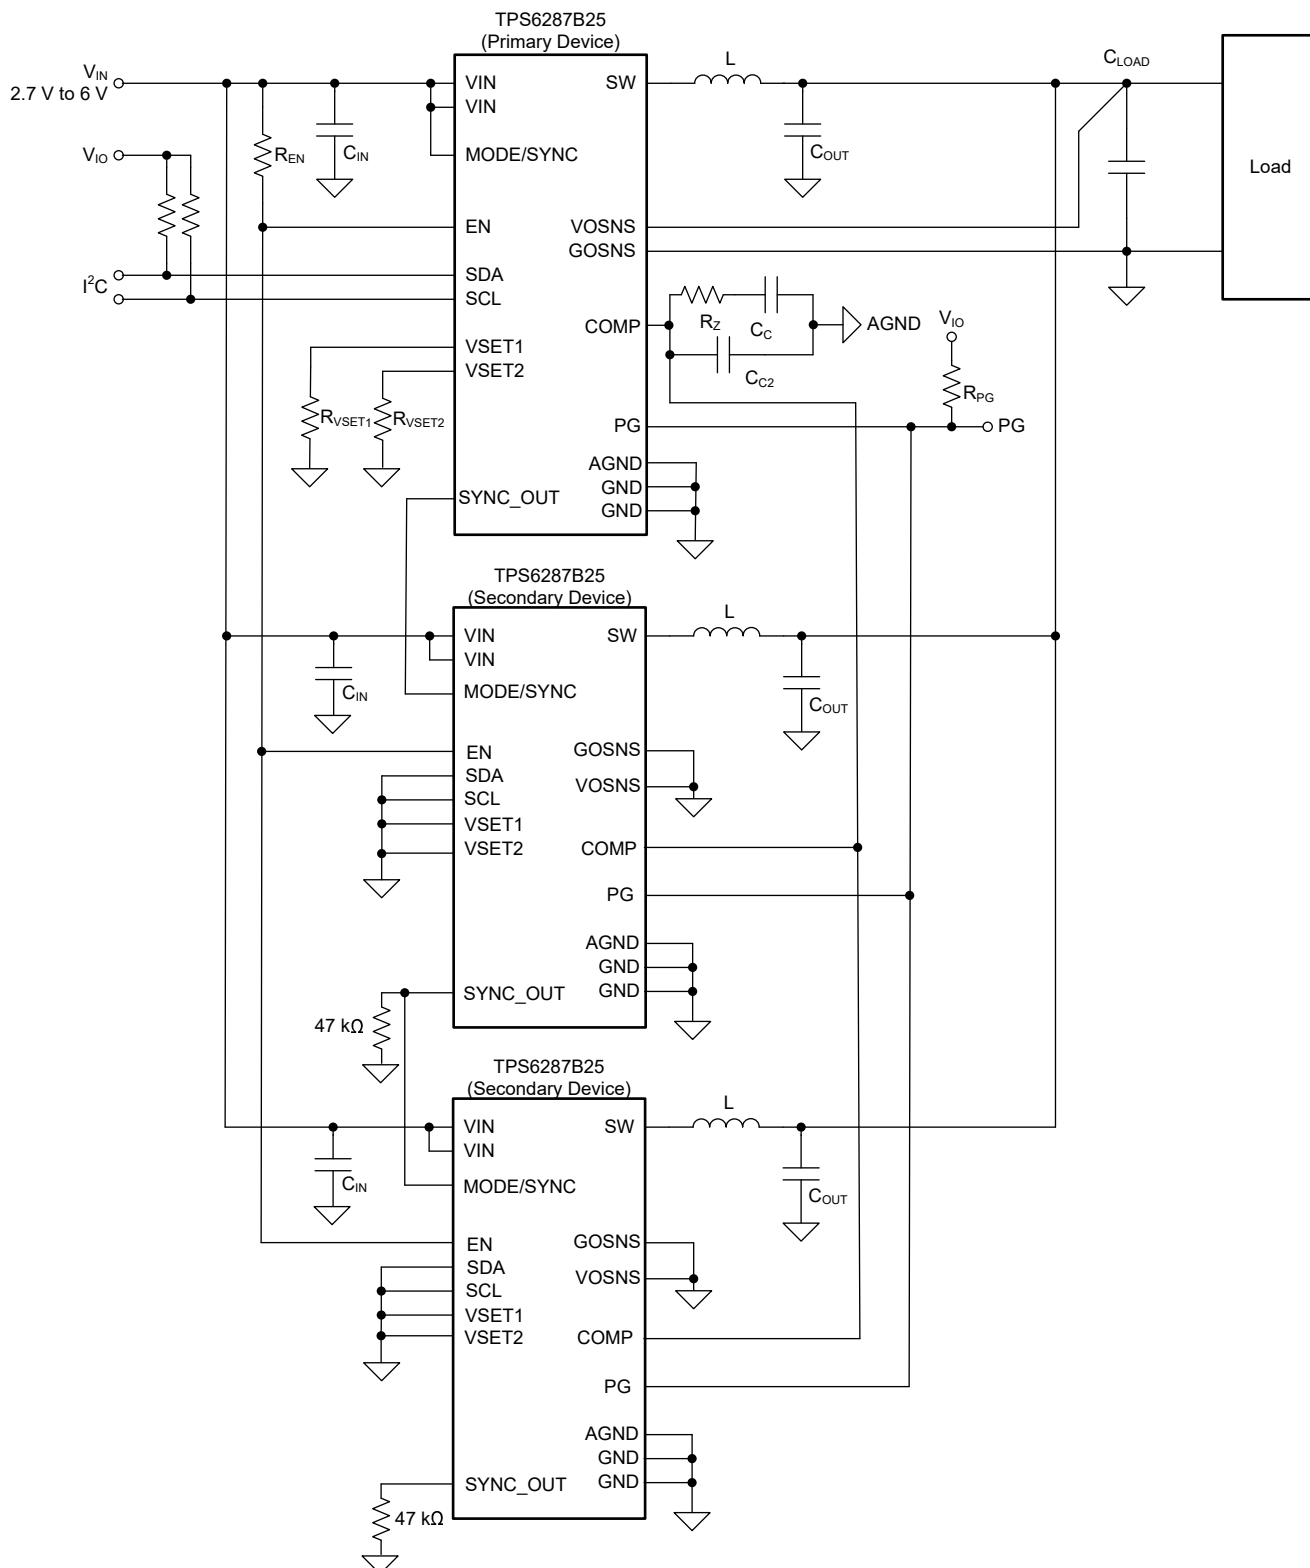 TPS6287B25
(Primary Device)
V_IN
2.7 V to 6 V
V_IO
I²C
R_EN
C_IN
VIN
VIN
MODE/SYNC
EN
SDA
SCL
VSET1
VSET2
R_VSET1
R_VSET2
SYNC_OUT
SW
VOSNS
GOSNS
COMP
PG
AGND
GND
GND
L
C_OUT
C_LOAD
Load
R_Z
C_C
C_C2
AGND
V_IO
R_PG
PG
TPS6287B25
(Secondary Device)
C_IN
VIN
VIN
MODE/SYNC
EN
SDA
SCL
VSET1
VSET2
SYNC_OUT
47 kΩ
SW
GOSNS
VOSNS
COMP
PG
AGND
GND
GND
L
C_OUT
TPS6287B25
(Secondary Device)
C_IN
VIN
VIN
MODE/SYNC
EN
SDA
SCL
VSET1
VSET2
SYNC_OUT
47 kΩ
SW
GOSNS
VOSNS
COMP
PG
AGND
GND
GND
L
C_OUT